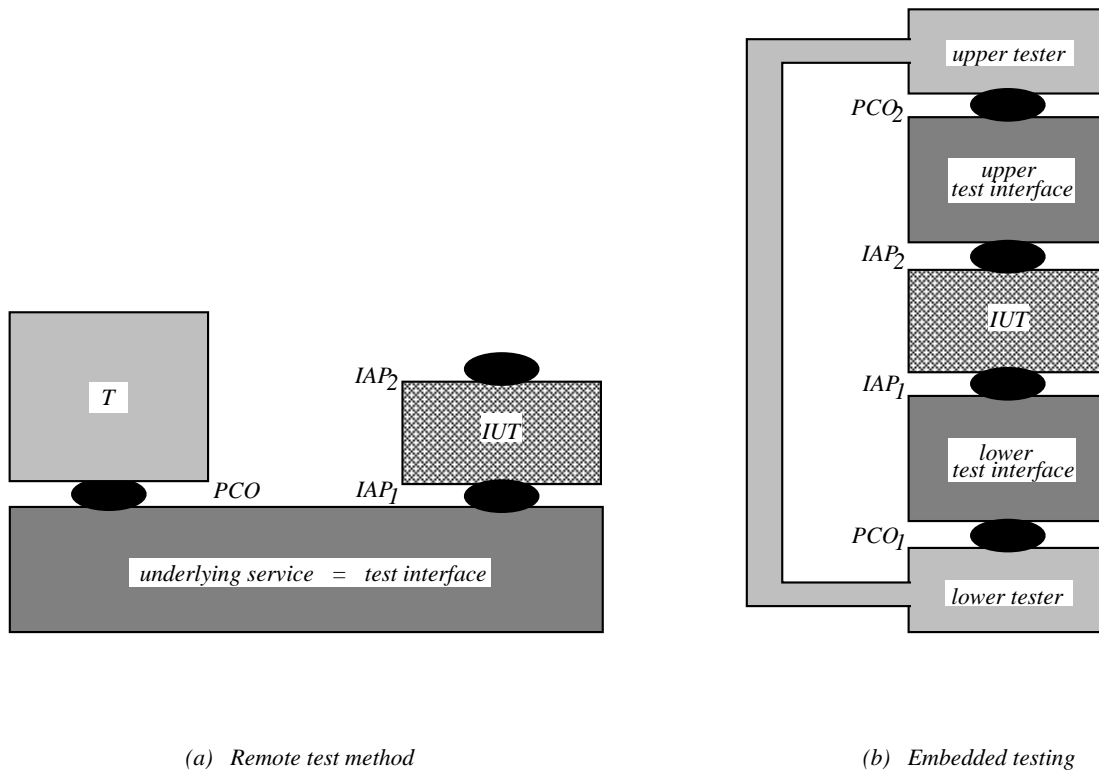 T
PCO
IAP2
IUT
IAP1
underlying service = test interface
(a) Remote test method
upper tester
PCO2
upper
test interface
IAP2
IUT
IAP1
lower
test interface
PCO1
lower tester
(b) Embedded testing